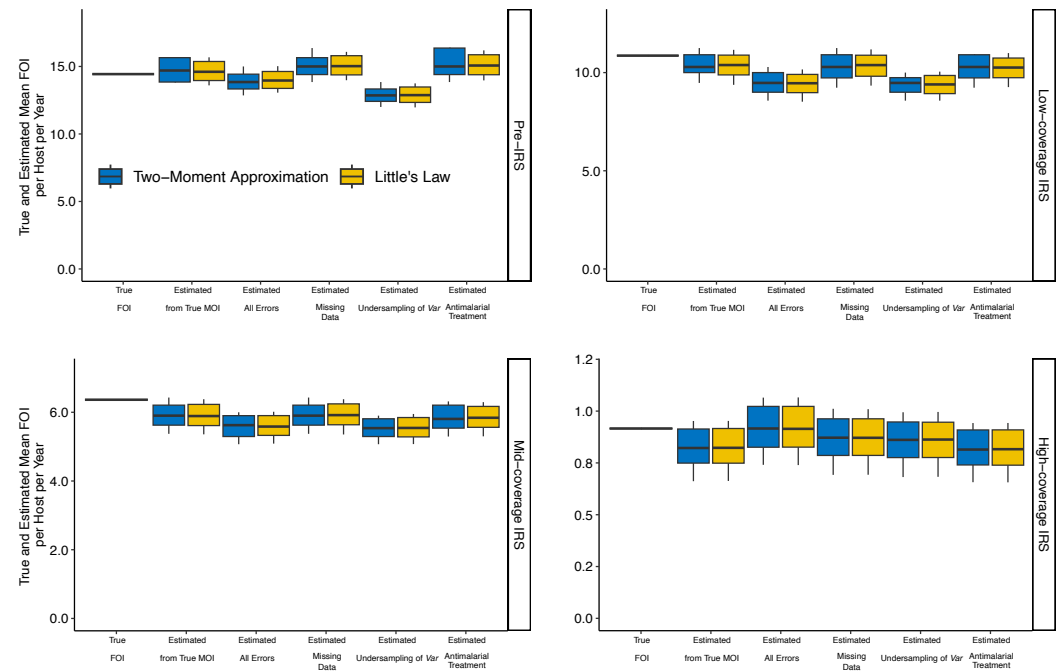 True and Estimated Mean FOI
per Host per Year
15.0
10.0
5.0
0.0
Two−Moment Approximation
Little's Law
True
FOI
Estimated
from True MOI
Estimated
All Errors
Estimated
Missing
Data
Estimated
Undersampling of Var
Estimated
Antimalarial
Treatment
Pre−IRS
10.0
5.0
0.0
True
FOI
Estimated
from True MOI
Estimated
All Errors
Estimated
Missing
Data
Estimated
Undersampling of Var
Estimated
Antimalarial
Treatment
Low−coverage IRS
True and Estimated Mean FOI
per Host per Year
6.0
4.0
2.0
0.0
True
FOI
Estimated
from True MOI
Estimated
All Errors
Estimated
Missing
Data
Estimated
Undersampling of Var
Estimated
Antimalarial
Treatment
Mid−coverage IRS
1.2
1.0
0.8
0.5
0.2
0.0
True
FOI
Estimated
from True MOI
Estimated
All Errors
Estimated
Missing
Data
Estimated
Undersampling of Var
Estimated
Antimalarial
Treatment
High−coverage IRS